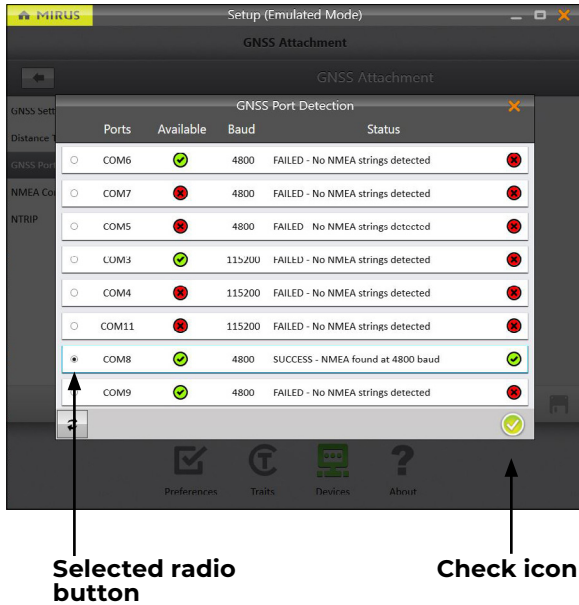 MIRUS
Setup (Emulated Mode)
GNSS Attachment
GNSS Attachment
GNSS Sett
Distance T
GNSS Port
NMEA Co
NTRIP
GNSS Port Detection
Ports Available Baud Status
COM6 4800 FAILED - No NMEA strings detected
COM7 4800 FAILED - No NMEA strings detected
COM5 4800 FAILED No NMEA strings detected
COM3 115200 FAILED - No NMEA strings detected
COM4 115200 FAILED - No NMEA strings detected
COM11 115200 FAILED - No NMEA strings detected
COM8 4800 SUCCESS - NMEA found at 4800 baud
COM9 4800 FAILED - No NMEA strings detected
Preferences Traits Devices About
Selected radio
button
Check icon